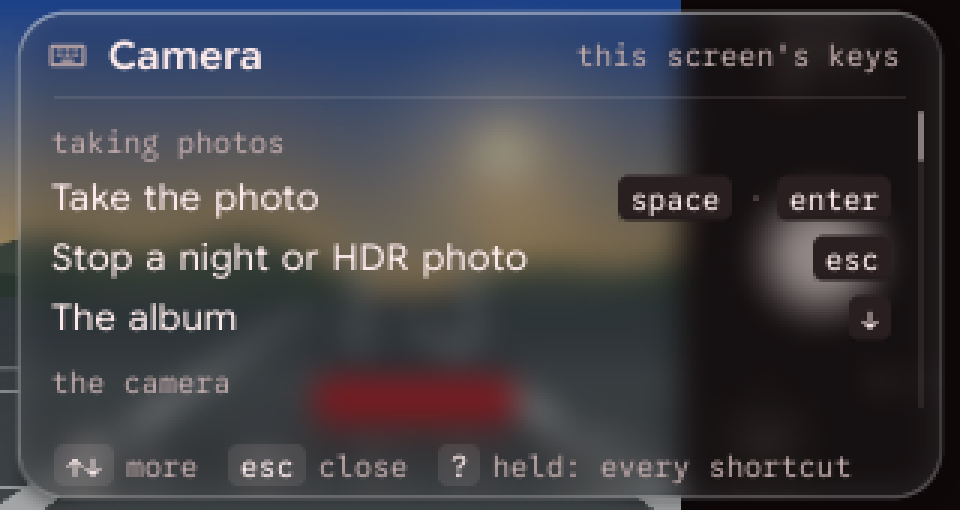 Camera this screen's keys
taking photos
Take the photo space · enter
Stop a night or HDR photo esc
The album ↓
the camera
↑↓ more esc close ? held: every shortcut